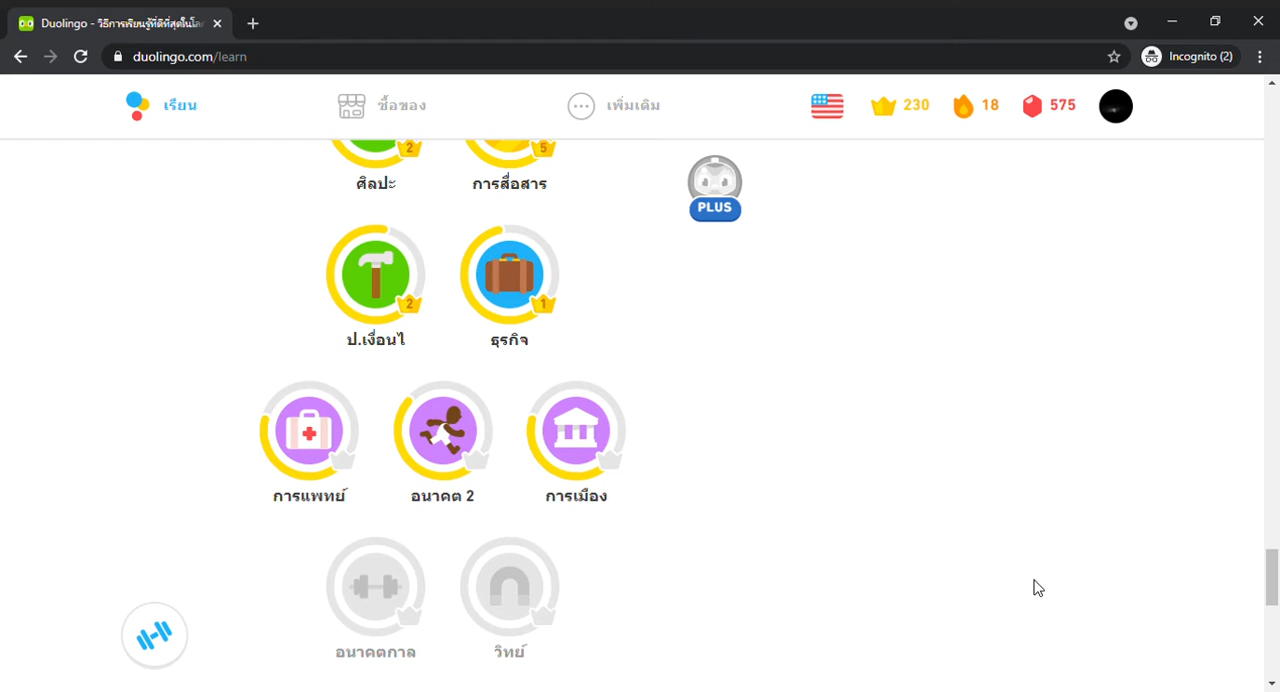 Duolingo - วิธีการเรียนรู้ที่ดีที่สุดในโล
duolingo.com/learn
Incognito (2)
เรียน
ซื้อของ
เพิ่มเติม
230
18
575
2
5
ศิลปะ
การสื่อสาร
PLUS
2
1
ป.เงื่อนไ
ธุรกิจ
การแพทย์
อนาคต 2
การเมือง
อนาคตกาล
วิทย์